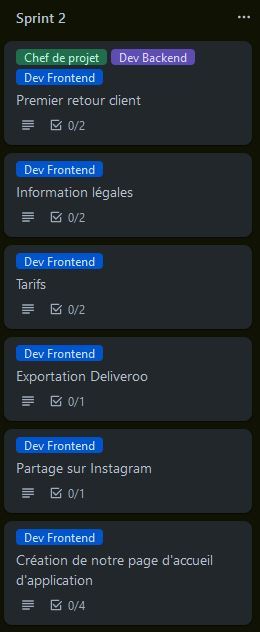 Sprint 2
Chef de projet Dev Backend
Dev Frontend
Premier retour client
0/2
Dev Frontend
Information légales
0/2
Dev Frontend
Tarifs
0/2
Dev Frontend
Exportation Deliveroo
0/1
Dev Frontend
Partage sur Instagram
0/1
Dev Frontend
Création de notre page d'accueil
d'application
0/4